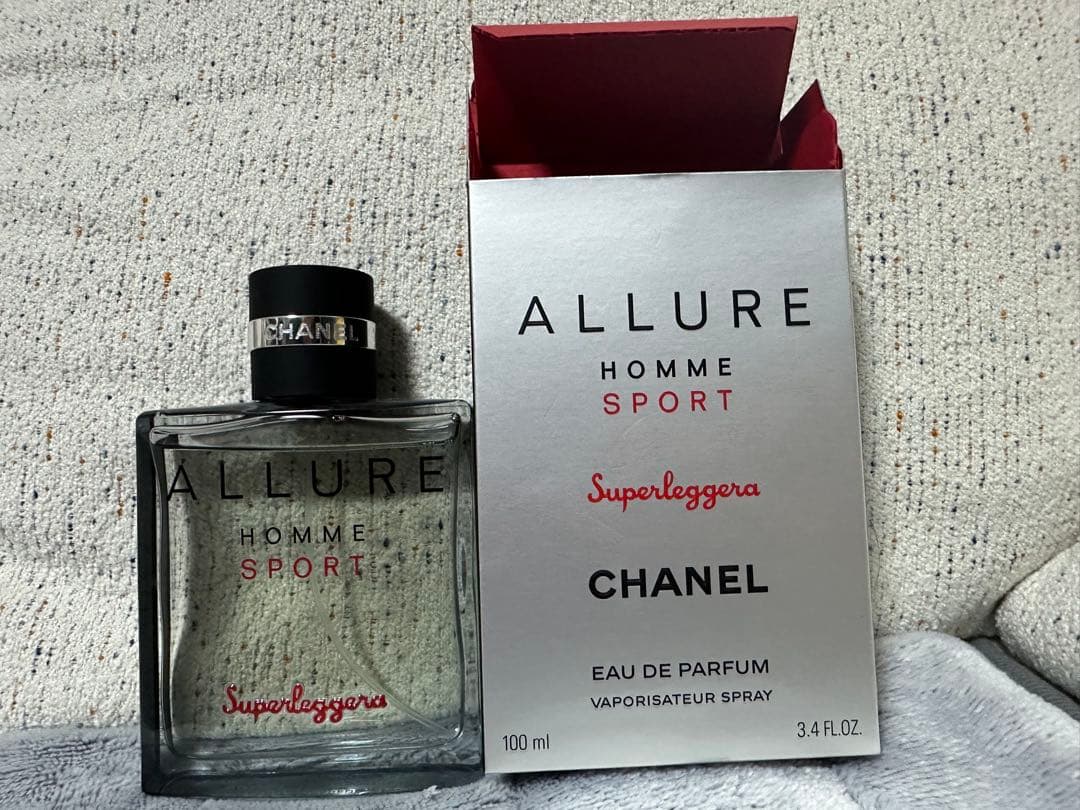 CHANEL
ALLURE
HOMME
SPORT
Superleggera
ALLURE
HOMME
SPORT
Superleggera
CHANEL
EAU DE PARFUM
VAPORISATEUR SPRAY
100 ml
3.4 FL.OZ.